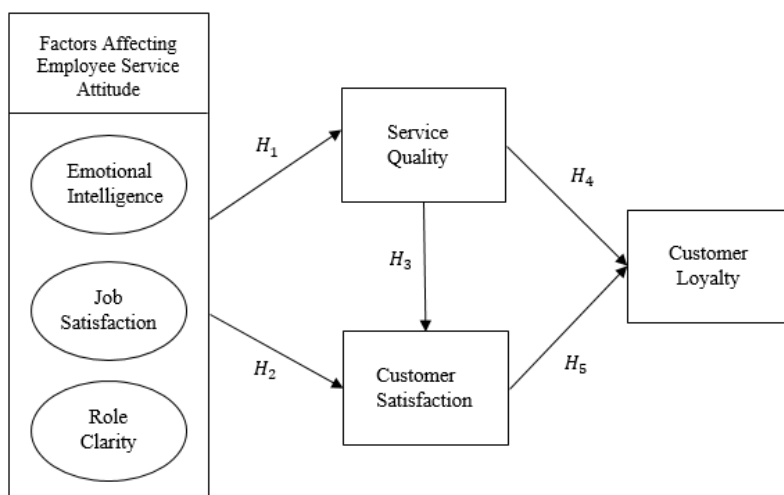 Factors Affecting
Employee Service
Attitude
Emotional
Intelligence
Job
Satisfaction
Role
Clarity
H₁
H₂
Service
Quality
H₃
Customer
Satisfaction
H₄
H₅
Customer
Loyalty